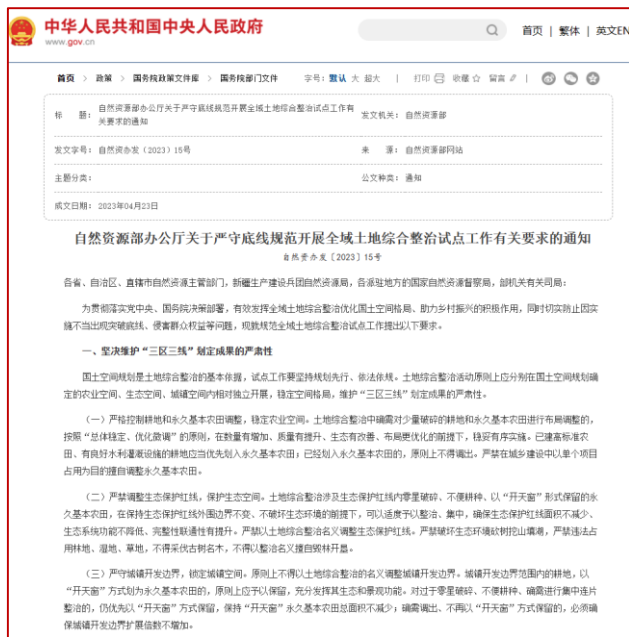 中华人民共和国中央人民政府
www.gov.cn
首页 | 繁体 | 英文EN
首页 > 政策 > 国务院政策文件库 > 国务院部门文件
字号：默认 大 超大 | 打印 收藏 留言 |
标 题： 自然资源部办公厅关于严守底线规范开展全域土地综合整治试点工作有
关要求的通知
发文机关： 自然资源部
发文字号： 自然资办发〔2023〕15号
来 源： 自然资源部网站
主题分类：
公文种类： 通知
成文日期： 2023年04月23日
自然资源部办公厅关于严守底线规范开展全域土地综合整治试点工作有关要求的通知
自然资办发〔2023〕15号
各省、自治区、直辖市自然资源主管部门，新疆生产建设兵团自然资源局，各派驻地方的国家自然资源督察局，部机关有关司局：
为贯彻落实党中央、国务院决策部署，有效发挥全域土地综合整治优化国土空间格局、助力乡村振兴的积极作用，同时切实防止因实
施不当出现突破底线、侵害群众权益等问题，现就规范全域土地综合整治试点工作提出以下要求。
一、坚决维护“三区三线”划定成果的严肃性
国土空间规划是土地综合整治的基本依据，试点工作要坚持规划先行、依法依规。土地综合整治活动原则上应分别在国土空间规划确
定的农业空间、生态空间、城镇空间内相对独立开展，稳定空间格局，维护“三区三线”划定成果的严肃性。
（一）严格控制耕地和永久基本农田调整，稳定农业空间。土地综合整治中确需对少量破碎的耕地和永久基本农田进行布局调整的，
按照“总体稳定、优化微调”的原则，在数量有增加、质量有提升、生态有改善、布局更优化的前提下，稳妥有序实施。已建高标准农
田、有良好水利灌溉设施的耕地应当优先划入永久基本农田；已经划入永久基本农田的，原则上不得调出。严禁在城乡建设中以单个项目
占用为目的擅自调整永久基本农田。
（二）严禁调整生态保护红线，保护生态空间。土地综合整治涉及生态保护红线内零星破碎、不便耕种、以“开天窗”形式保留的永
久基本农田，在保持生态保护红线外围边界不变、不破坏生态环境的前提下，可以适度予以整治、集中，确保生态保护红线面积不减少、
生态系统功能不降低、完整性联通性有提升。严禁以土地综合整治名义调整生态保护红线。严禁破坏生态环境砍树挖山填湖，严禁违法占
用林地、湿地、草地，不得采伐古树名木，不得以整治名义擅自毁林开垦。
（三）严守城镇开发边界，锁定城镇空间。原则上不得以土地综合整治的名义调整城镇开发边界。城镇开发边界范围内的耕地，以
“开天窗”方式划为永久基本农田的，原则上应予以保留，充分发挥其生态和景观功能。对过于零星破碎、不便耕种、确需进行集中连片
整治的，仍优先以“开天窗”方式保留，保持“开天窗”永久基本农田总面积不减少；确需调出、不再以“开天窗”方式保留的，必须确
保城镇开发边界扩展倍数不增加。